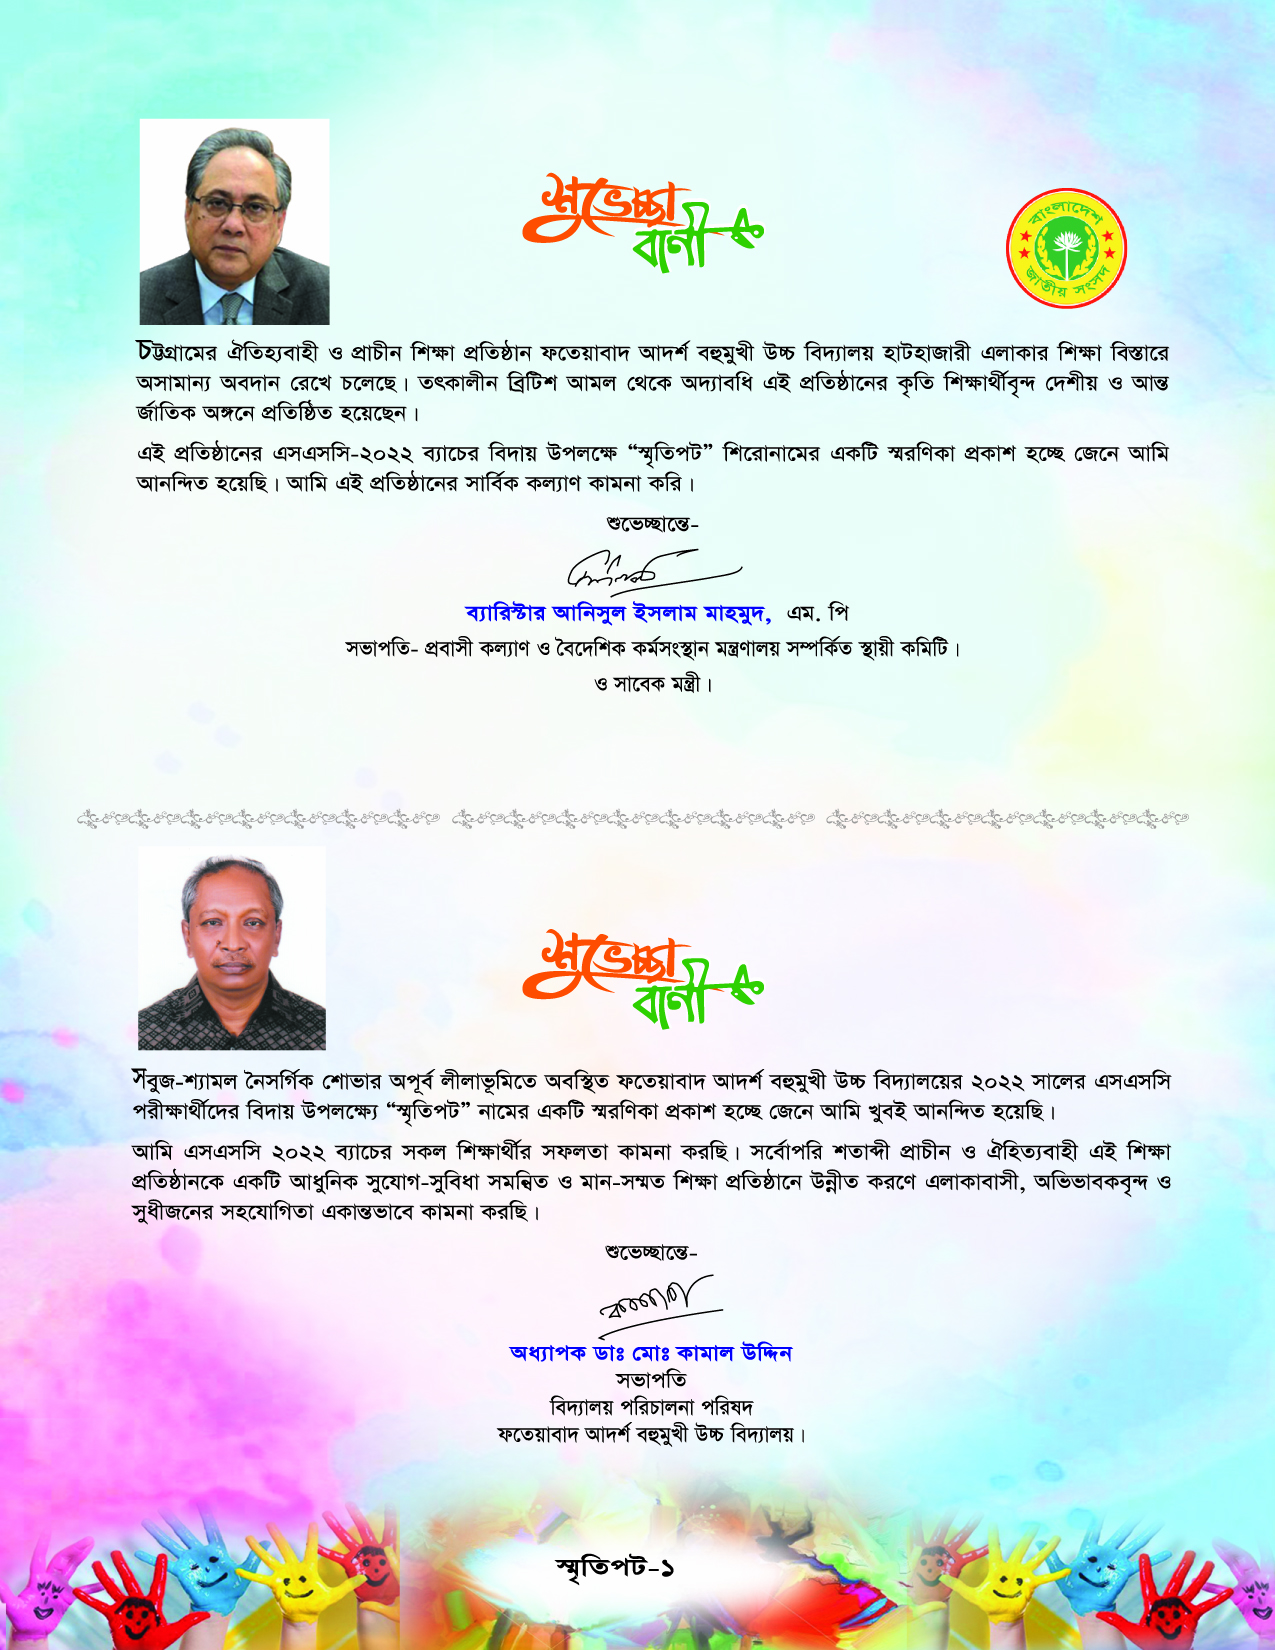 শুভেচ্ছা
বাণী
বাংলাদেশ
জাতীয় সংসদ
চট্টগ্রামের ঐতিহ্যবাহী ও প্রাচীন শিক্ষা প্রতিষ্ঠান ফতেয়াবাদ আদর্শ বহুমুখী উচ্চ বিদ্যালয় হাটহাজারী এলাকার শিক্ষা বিস্তারে
অসামান্য অবদান রেখে চলেছে। তৎকালীন ব্রিটিশ আমল থেকে অদ্যাবধি এই প্রতিষ্ঠানের কৃতি শিক্ষার্থীবৃন্দ দেশীয় ও আন্ত
র্জাতিক অঙ্গনে প্রতিষ্ঠিত হয়েছেন।
এই প্রতিষ্ঠানের এসএসসি-২০২২ ব্যাচের বিদায় উপলক্ষে “স্মৃতিপট” শিরোনামের একটি স্মরণিকা প্রকাশ হচ্ছে জেনে আমি
আনন্দিত হয়েছি। আমি এই প্রতিষ্ঠানের সার্বিক কল্যাণ কামনা করি।
শুভেচ্ছান্তে-
ব্যারিস্টার আনিসুল ইসলাম মাহমুদ, এম. পি
সভাপতি- প্রবাসী কল্যাণ ও বৈদেশিক কর্মসংস্থান মন্ত্রণালয় সম্পর্কিত স্থায়ী কমিটি।
ও সাবেক মন্ত্রী।
শুভেচ্ছা
বাণী
সবুজ-শ্যামল নৈসর্গিক শোভার অপূর্ব লীলাভূমিতে অবস্থিত ফতেয়াবাদ আদর্শ বহুমুখী উচ্চ বিদ্যালয়ের ২০২২ সালের এসএসসি
পরীক্ষার্থীদের বিদায় উপলক্ষ্যে “স্মৃতিপট” নামের একটি স্মরণিকা প্রকাশ হচ্ছে জেনে আমি খুবই আনন্দিত হয়েছি।
আমি এসএসসি ২০২২ ব্যাচের সকল শিক্ষার্থীর সফলতা কামনা করছি। সর্বোপরি শতাব্দী প্রাচীন ও ঐহিত্যবাহী এই শিক্ষা
প্রতিষ্ঠানকে একটি আধুনিক সুযোগ-সুবিধা সমন্বিত ও মান-সম্মত শিক্ষা প্রতিষ্ঠানে উন্নীত করণে এলাকাবাসী, অভিভাবকবৃন্দ ও
সুধীজনের সহযোগিতা একান্তভাবে কামনা করছি।
শুভেচ্ছান্তে-
অধ্যাপক ডাঃ মোঃ কামাল উদ্দিন
সভাপতি
বিদ্যালয় পরিচালনা পরিষদ
ফতেয়াবাদ আদর্শ বহুমুখী উচ্চ বিদ্যালয়।
স্মৃতিপট-১